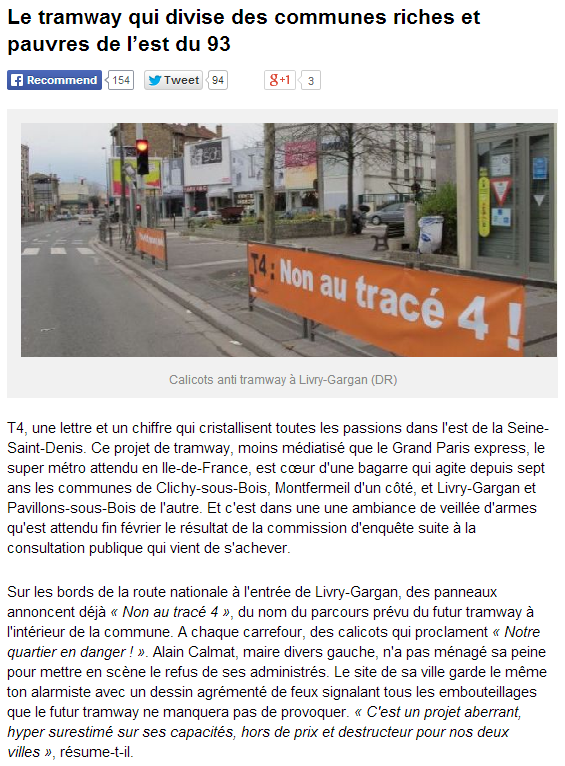 Le tramway qui divise des communes riches et
pauvres de l'est du 93
Recommend 154 Tweet 94 g+1 3
T4 : Non au tracé 4 !
Calicots anti tramway à Livry-Gargan (DR)
T4, une lettre et un chiffre qui cristallisent toutes les passions dans l'est de la Seine-
Saint-Denis. Ce projet de tramway, moins médiatisé que le Grand Paris express, le
super métro attendu en Ile-de-France, est cœur d'une bagarre qui agite depuis sept
ans les communes de Clichy-sous-Bois, Montfermeil d'un côté, et Livry-Gargan et
Pavillons-sous-Bois de l'autre. Et c'est dans une une ambiance de veillée d'armes
qu'est attendu fin février le résultat de la commission d'enquête suite à la
consultation publique qui vient de s'achever.
Sur les bords de la route nationale à l'entrée de Livry-Gargan, des panneaux
annoncent déjà « Non au tracé 4 », du nom du parcours prévu du futur tramway à
l'intérieur de la commune. A chaque carrefour, des calicots qui proclament « Notre
quartier en danger ! ». Alain Calmat, maire divers gauche, n'a pas ménagé sa peine
pour mettre en scène le refus de ses administrés. Le site de sa ville garde le même
ton alarmiste avec un dessin agrémenté de feux signalant tous les embouteillages
que le futur tramway ne manquera pas de provoquer. « C'est un projet aberrant,
hyper surestimé sur ses capacités, hors de prix et destructeur pour nos deux
villes », résume-t-il.